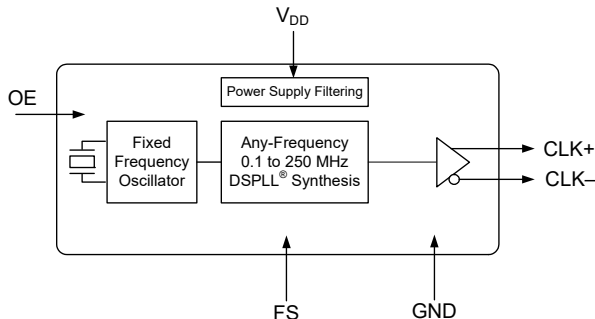 V_DD
Power Supply Filtering
OE
Fixed
Frequency
Oscillator
Any-Frequency
0.1 to 250 MHz
DSPLL® Synthesis
CLK+
CLK–
FS
GND